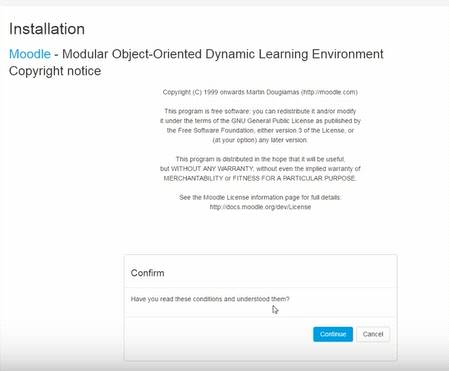 Installation
Moodle - Modular Object-Oriented Dynamic Learning Environment
Copyright notice
Copyright (C) 1999 onwards Martin Dougiamas (http://moodle.com)
This program is free software: you can redistribute it and/or modify
it under the terms of the GNU General Public License as published by
the Free Software Foundation, either version 3 of the License, or
(at your option) any later version.
This program is distributed in the hope that it will be useful,
but WITHOUT ANY WARRANTY; without even the implied warranty of
MERCHANTABILITY or FITNESS FOR A PARTICULAR PURPOSE.
See the Moodle License information page for full details:
http://docs.moodle.org/dev/License
Confirm
Have you read these conditions and understood them?
Continue
Cancel